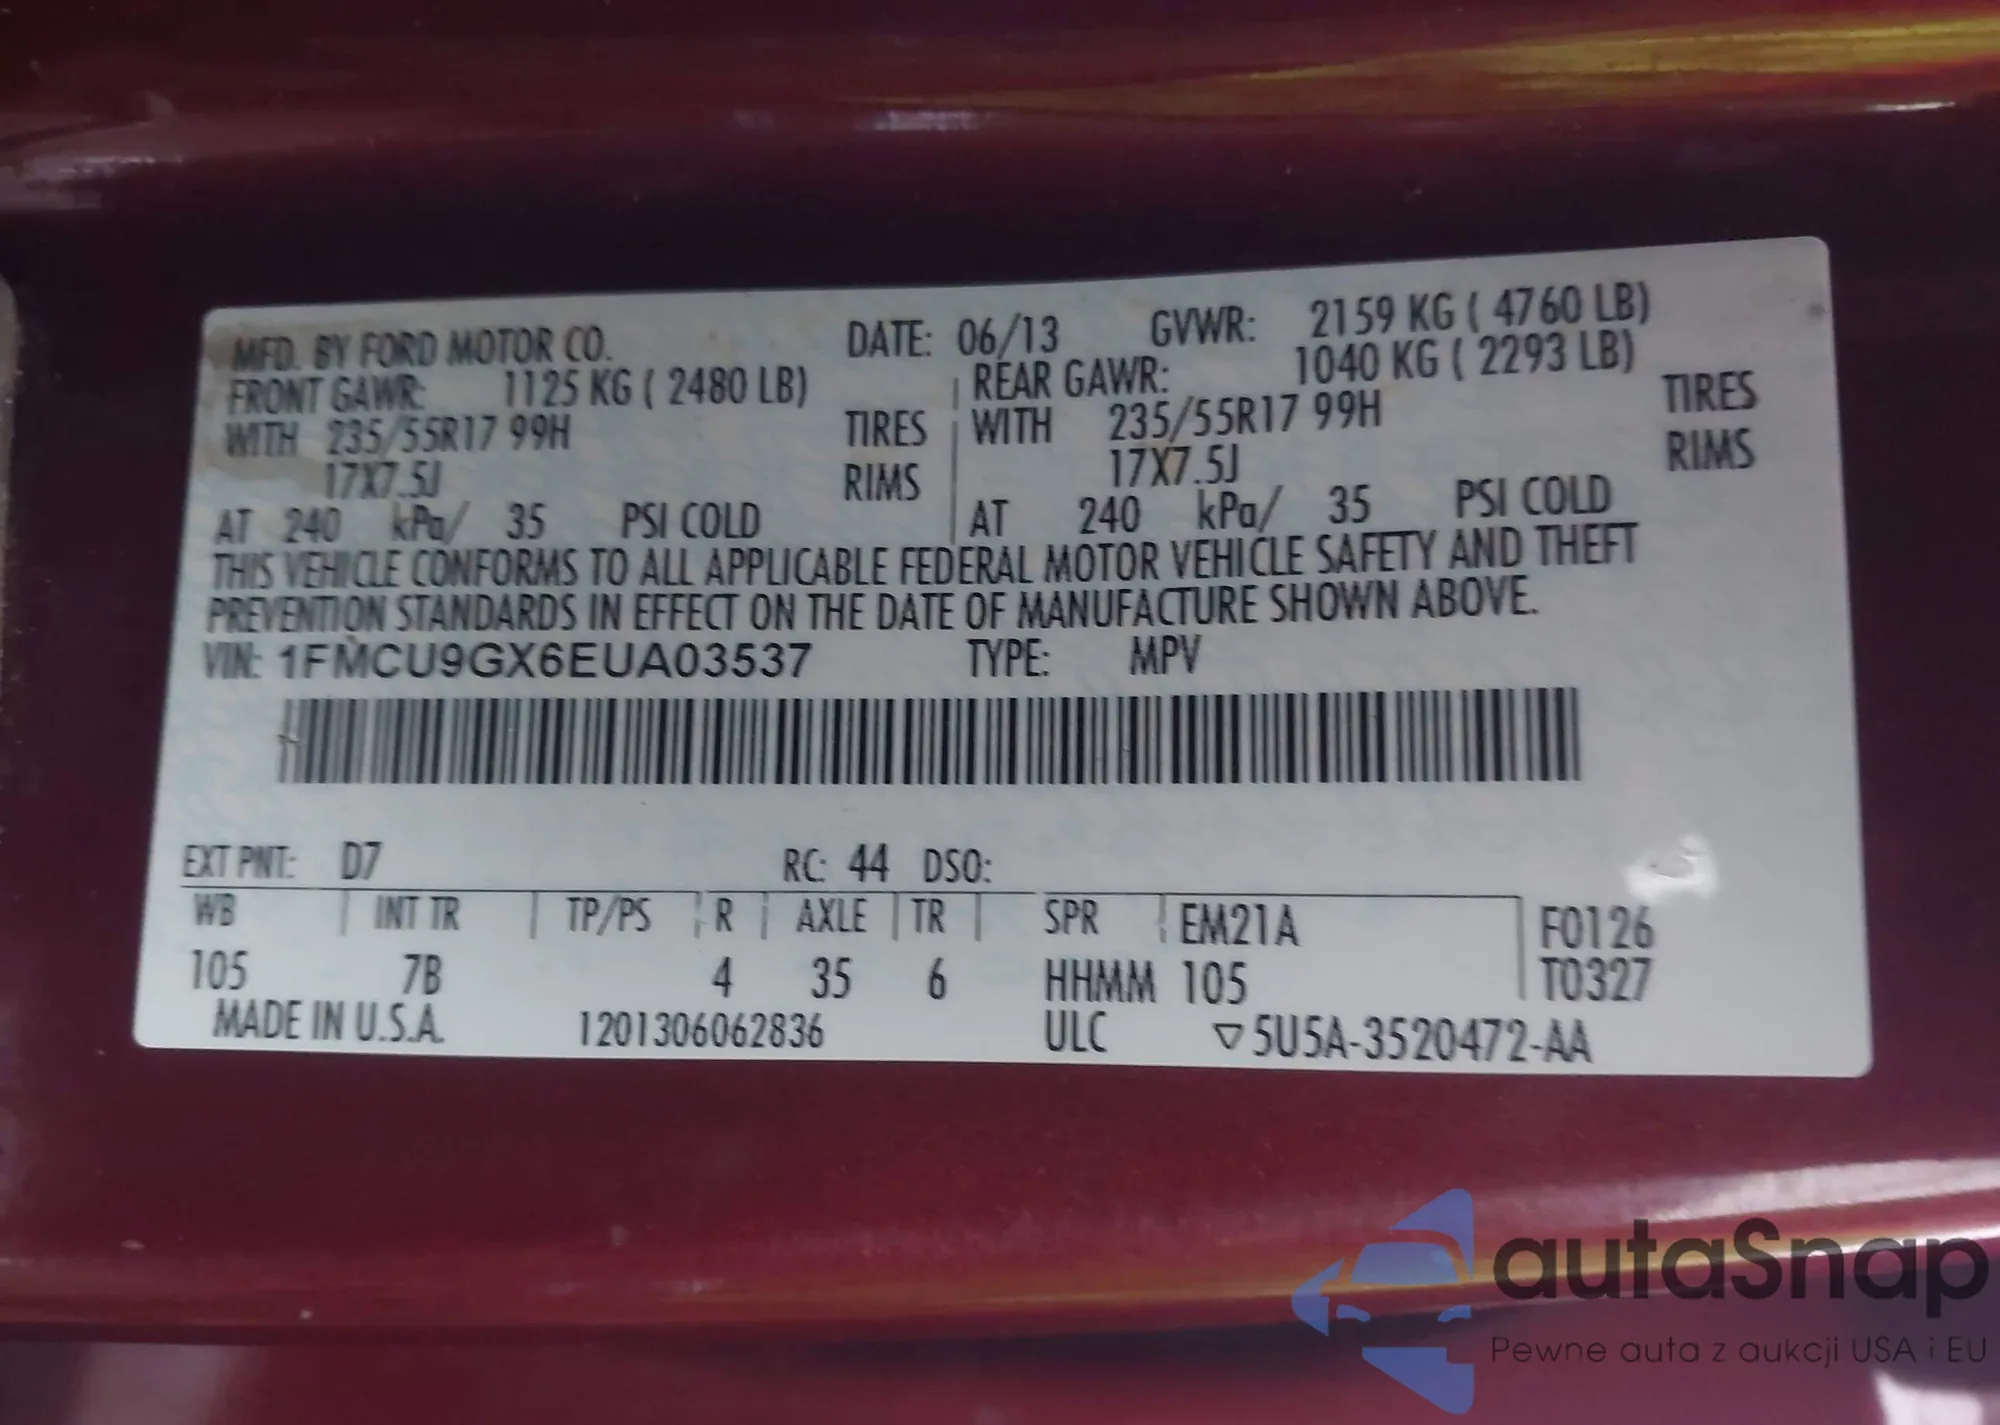 MFD. BY FORD MOTOR CO. DATE: 06/13 GVWR: 2159 KG ( 4760 LB)
FRONT GAWR: 1125 KG ( 2480 LB) REAR GAWR: 1040 KG ( 2293 LB)
WITH 235/55R17 99H TIRES WITH 235/55R17 99H TIRES
17X7.5J RIMS 17X7.5J RIMS
AT 240 kPa/ 35 PSI COLD AT 240 kPa/ 35 PSI COLD
THIS VEHICLE CONFORMS TO ALL APPLICABLE FEDERAL MOTOR VEHICLE SAFETY AND THEFT
PREVENTION STANDARDS IN EFFECT ON THE DATE OF MANUFACTURE SHOWN ABOVE.
VIN: 1FMCU9GX6EUA03537 TYPE: MPV
EXT PNT: D7 RC: 44 DSO:
WB INT TR TP/PS R AXLE TR SPR EM21A F0126
105 7B 4 35 6 HHMM 105 T0327
MADE IN U.S.A. 1201306062836 ULC ▽5U5A-3520472-AA
autaSnap
Pewne auta z aukcji USA i EU